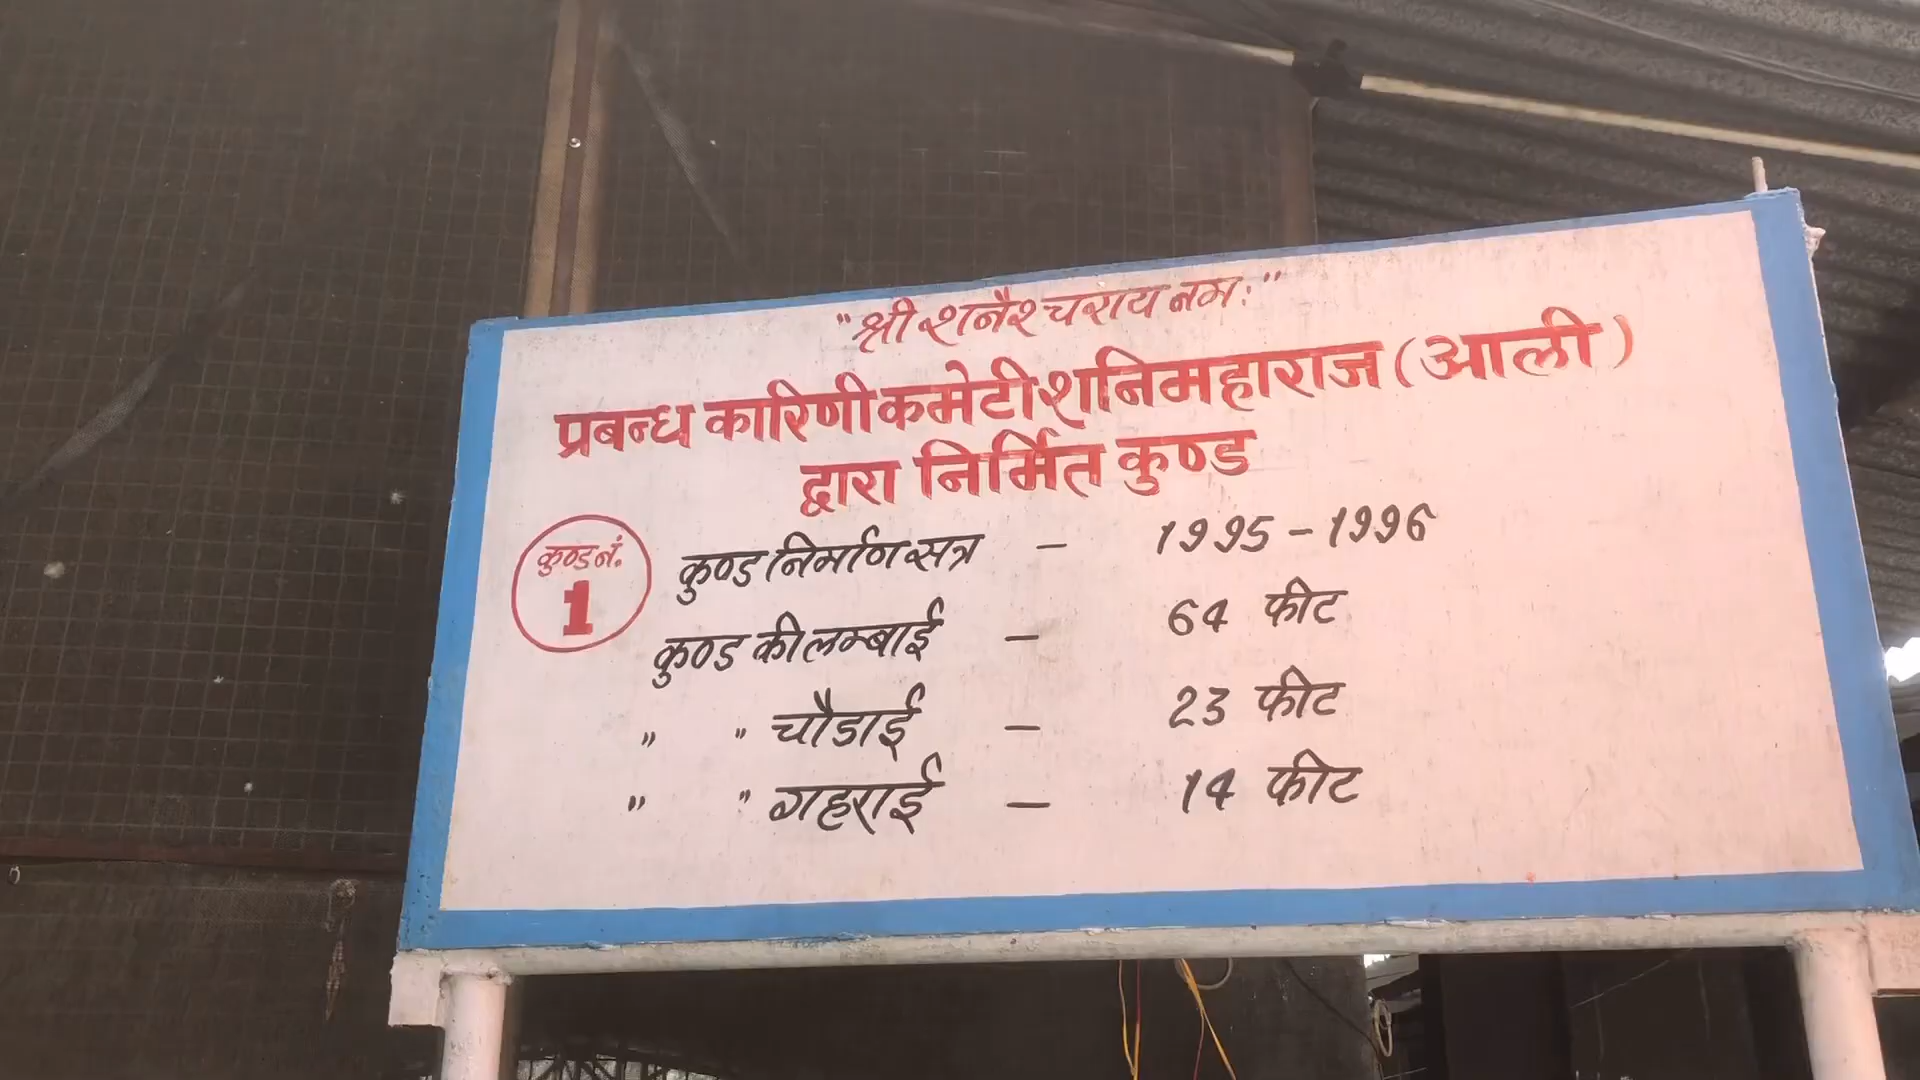 "श्री शनैश्चराय नमः"
प्रबन्ध कारिणी कमेटी शनि महाराज (आली)
द्वारा निर्मित कुण्ड
कुण्ड नं.
1
कुण्ड निर्माण सत्र - 1995-1996
कुण्ड की लम्बाई - 64 फीट
" " चौडाई - 23 फीट
" " गहराई - 14 फीट